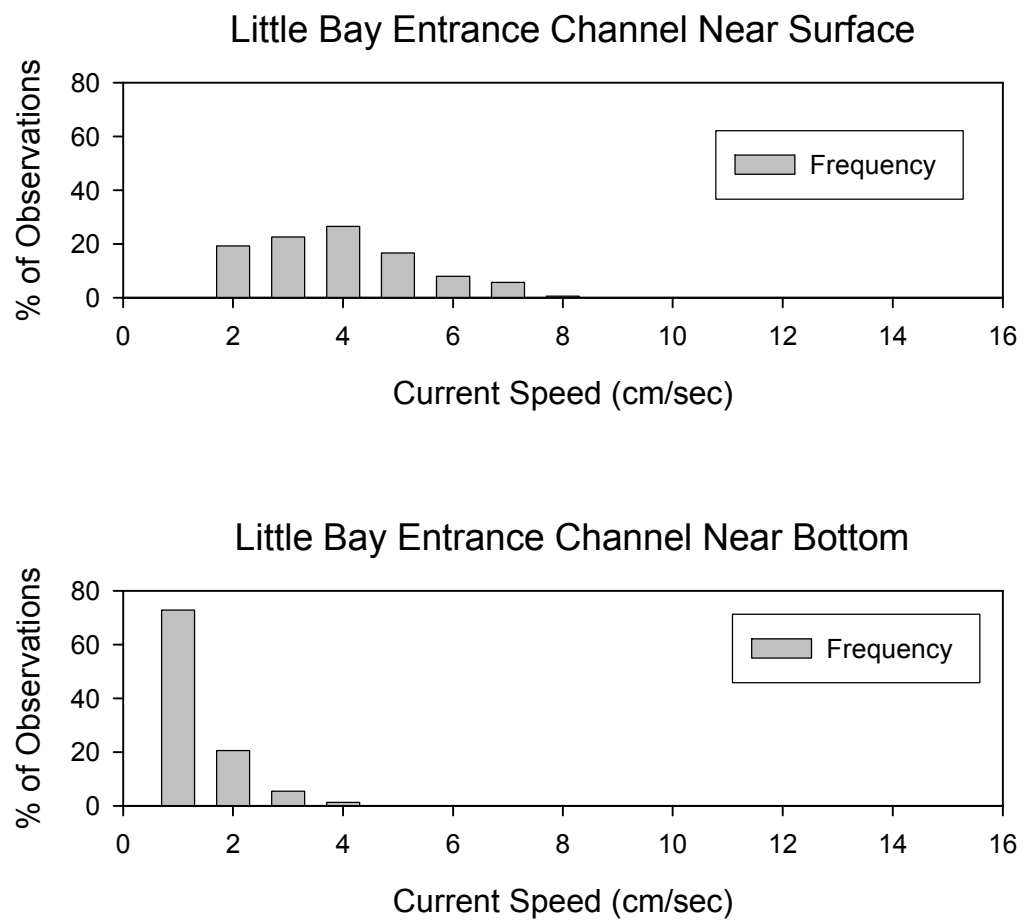 Little Bay Entrance Channel Near Surface
% of Observations
80
60
40
20
0
Frequency
0 2 4 6 8 10 12 14 16
Current Speed (cm/sec)
Little Bay Entrance Channel Near Bottom
% of Observations
80
60
40
20
0
Frequency
0 2 4 6 8 10 12 14 16
Current Speed (cm/sec)